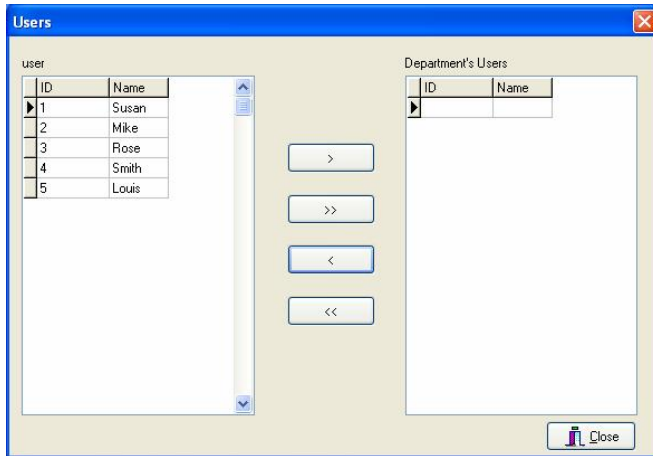 Users
user
Department's Users
ID Name
ID Name
1 Susan
2 Mike
3 Rose
4 Smith
5 Louis
>
>>
<
<<
Close